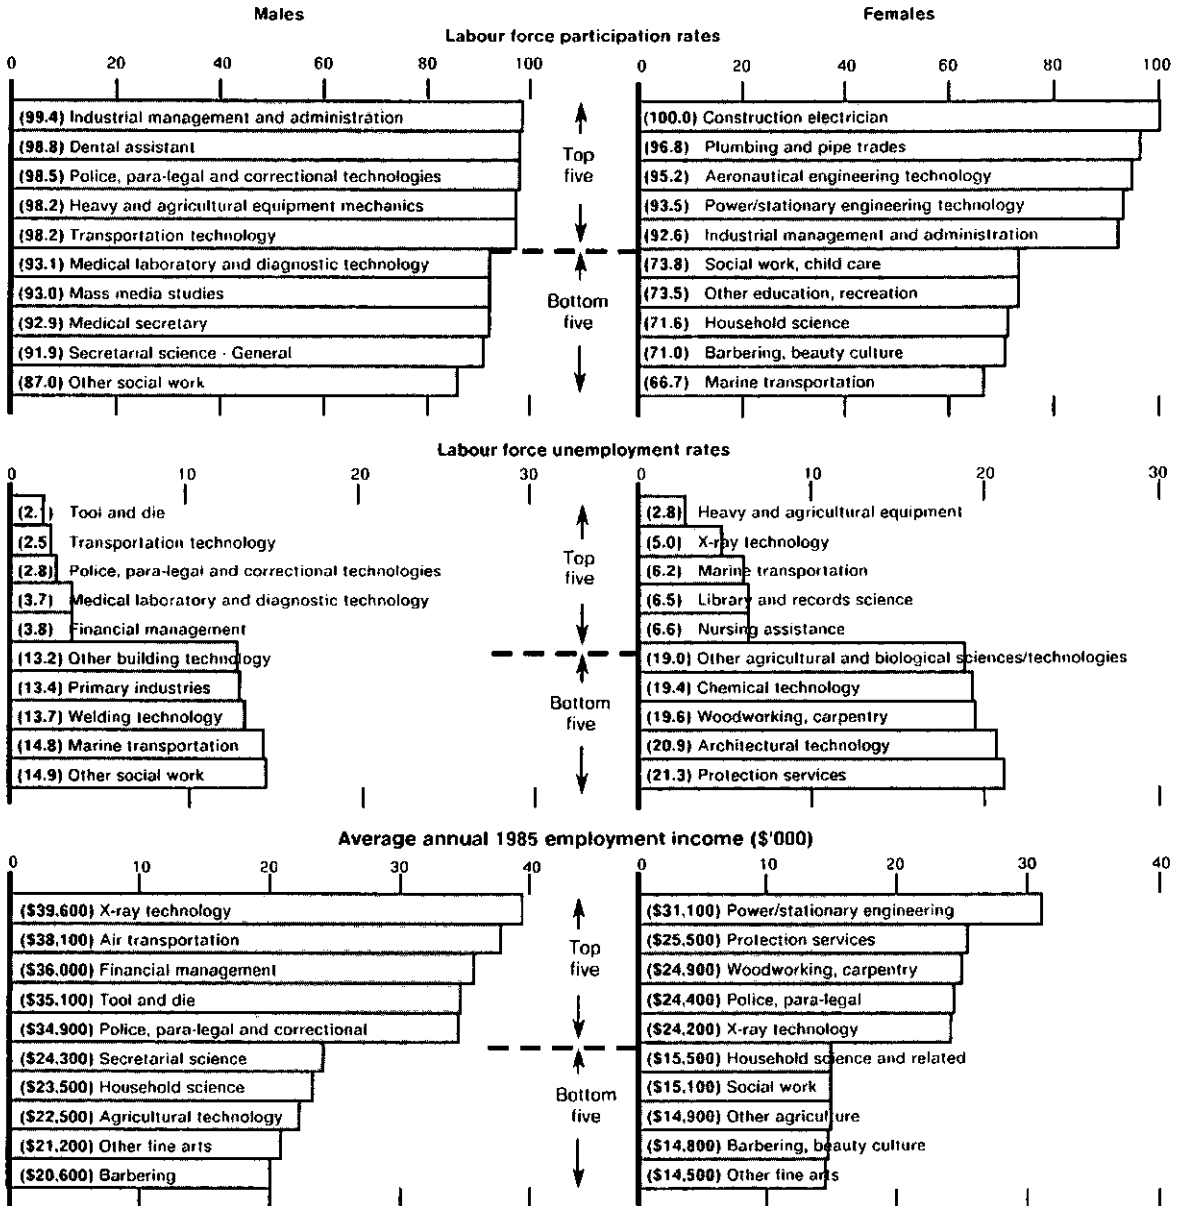 Males
Females
Labour force participation rates
0 20 40 60 80 100
0 20 40 60 80 100
(99.4) Industrial management and administration
(98.8) Dental assistant
(98.5) Police, para-legal and correctional technologies
(98.2) Heavy and agricultural equipment mechanics
(98.2) Transportation technology
(93.1) Medical laboratory and diagnostic technology
(93.0) Mass media studies
(92.9) Medical secretary
(91.9) Secretarial science - General
(87.0) Other social work
Top
five
Bottom
five
(100.0) Construction electrician
(96.8) Plumbing and pipe trades
(95.2) Aeronautical engineering technology
(93.5) Power/stationary engineering technology
(92.6) Industrial management and administration
(73.8) Social work, child care
(73.5) Other education, recreation
(71.6) Household science
(71.0) Barbering, beauty culture
(66.7) Marine transportation
Labour force unemployment rates
0 10 20 30
0 10 20 30
(2.1) Tool and die
(2.5 Transportation technology
(2.8) Police, para-legal and correctional technologies
(3.7) Medical laboratory and diagnostic technology
(3.8) Financial management
(13.2) Other building technology
(13.4) Primary industries
(13.7) Welding technology
(14.8) Marine transportation
(14.9) Other social work
Top
five
Bottom
five
(2.8) Heavy and agricultural equipment
(5.0) X-ray technology
(6.2) Marine transportation
(6.5) Library and records science
(6.6) Nursing assistance
(19.0) Other agricultural and biological sciences/technologies
(19.4) Chemical technology
(19.6) Woodworking, carpentry
(20.9) Architectural technology
(21.3) Protection services
Average annual 1985 employment income ($'000)
0 10 20 30 40
0 10 20 30 40
($39,600) X-ray technology
($38,100) Air transportation
($36,000) Financial management
($35,100) Tool and die
($34,900) Police, para-legal and correctional
($24,300) Secretarial science
($23,500) Household science
($22,500) Agricultural technology
($21,200) Other fine arts
($20,600) Barbering
Top
five
Bottom
five
($31,100) Power/stationary engineering
($25,500) Protection services
($24,900) Woodworking, carpentry
($24,400) Police, para-legal
($24,200) X-ray technology
($15,500) Household science and related
($15,100) Social work
($14,900) Other agriculture
($14,800) Barbering, beauty culture
($14,500) Other fine arts